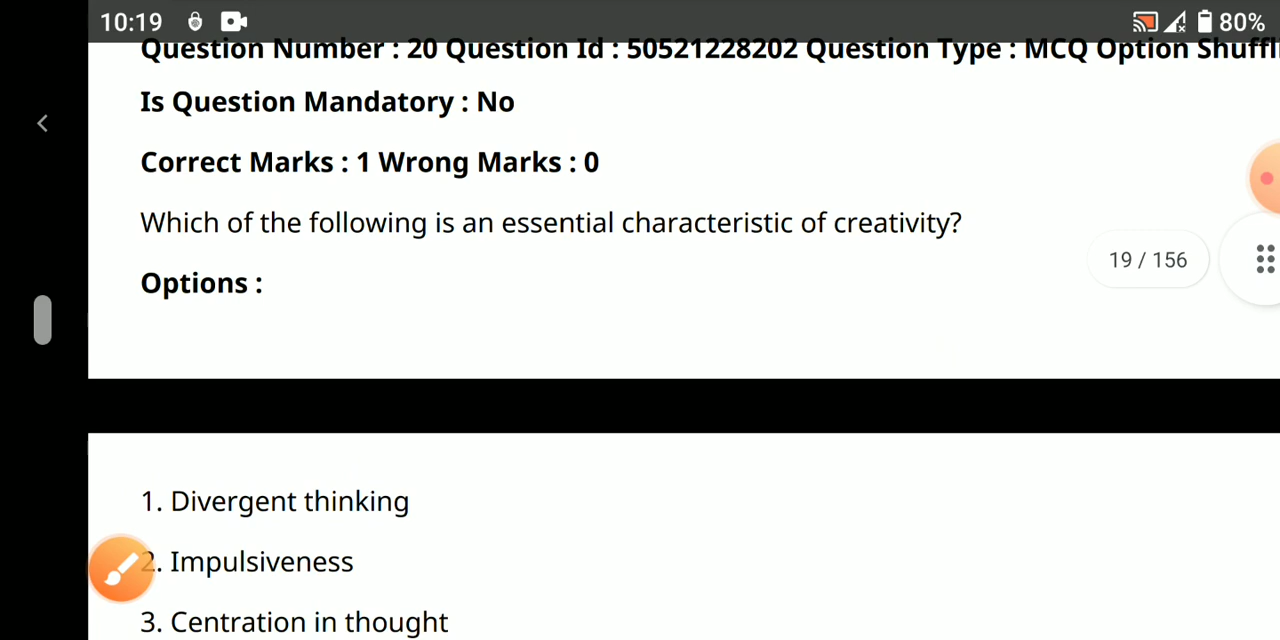 10:19
80%
Question Number : 20 Question Id : 50521228202 Question Type : MCQ Option
Is Question Mandatory : No
Correct Marks : 1 Wrong Marks : 0
Which of the following is an essential characteristic of creativity?
19 / 156
Options :
1. Divergent thinking
2. Impulsiveness
3. Centration in thought